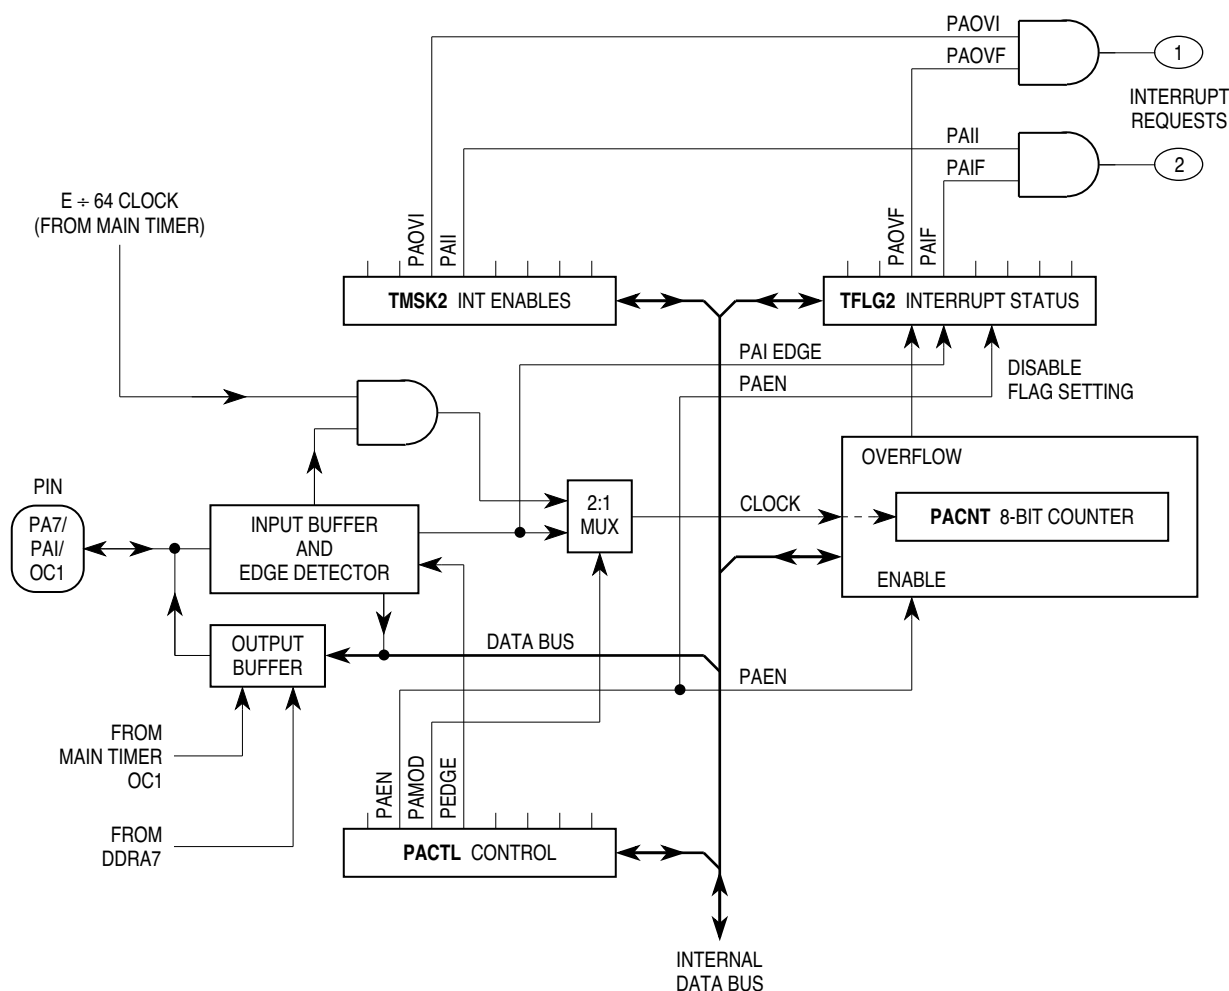 PAOVI
1
PAOVF
INTERRUPT
REQUESTS
PAII
2
PAIF
E ÷ 64 CLOCK
(FROM MAIN TIMER)
PAOVI
PAII
PAOVF
PAIF
TMSK2 INT ENABLES
TFLG2 INTERRUPT STATUS
PAI EDGE
DISABLE
FLAG SETTING
PAEN
OVERFLOW
PIN
PA7/
PAI/
OC1
INPUT BUFFER
AND
EDGE DETECTOR
2:1
MUX
CLOCK
PACNT 8-BIT COUNTER
ENABLE
OUTPUT
BUFFER
DATA BUS
PAEN
FROM
MAIN TIMER
OC1
FROM
DDRA7
PAEN
PAMOD
PEDGE
PACTL CONTROL
INTERNAL
DATA BUS